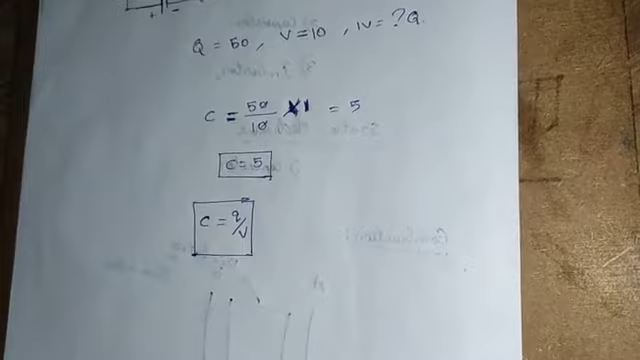 + -
Q = 50, V = 10, 1V = ? Q.
C = 50/10 × 1 = 5
C = 5
C = q/V